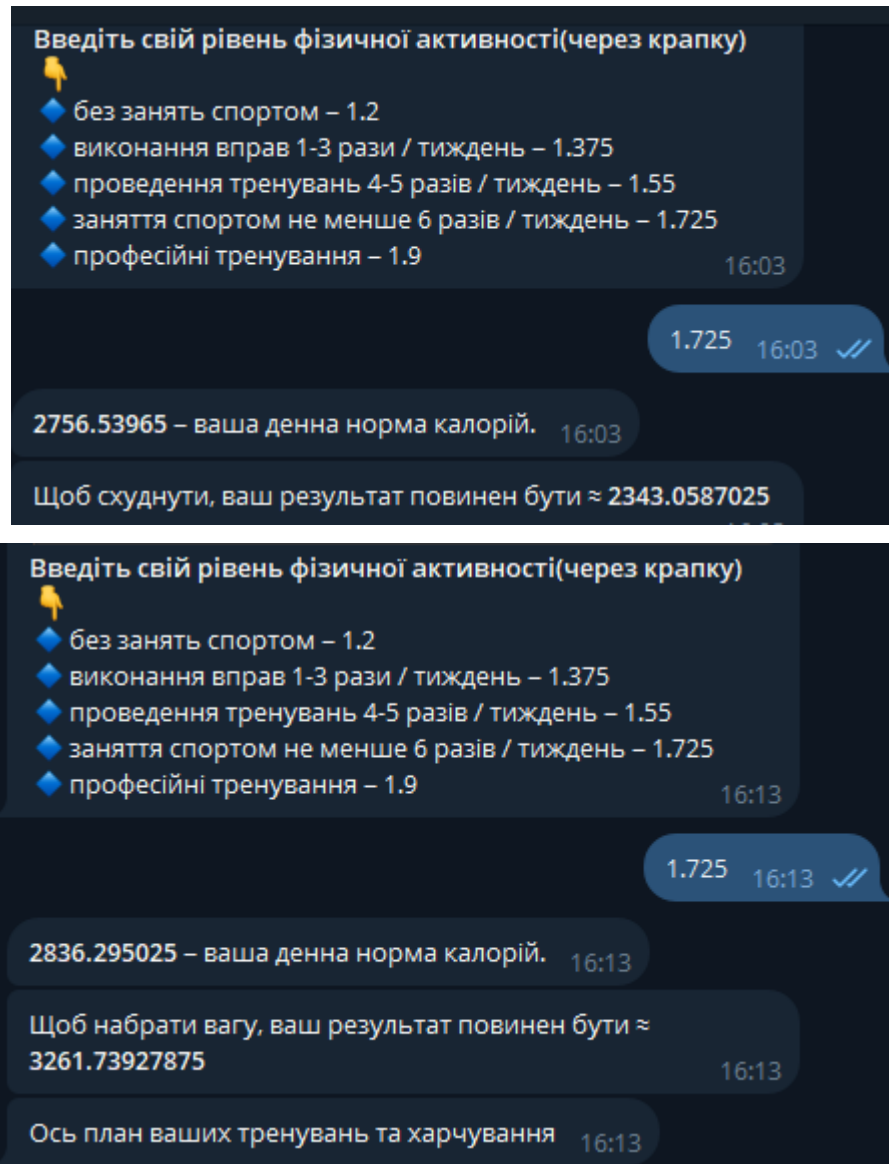 Введіть свій рівень фізичної активності(через крапку)
👇
🔷 без занять спортом – 1.2
🔷 виконання вправ 1-3 рази / тиждень – 1.375
🔷 проведення тренувань 4-5 разів / тиждень – 1.55
🔷 заняття спортом не менше 6 разів / тиждень – 1.725
🔷 професійні тренування – 1.9
16:03
1.725 16:03
2756.53965 – ваша денна норма калорій. 16:03
Щоб схуднути, ваш результат повинен бути ≈ 2343.0587025
Введіть свій рівень фізичної активності(через крапку)
👇
🔷 без занять спортом – 1.2
🔷 виконання вправ 1-3 рази / тиждень – 1.375
🔷 проведення тренувань 4-5 разів / тиждень – 1.55
🔷 заняття спортом не менше 6 разів / тиждень – 1.725
🔷 професійні тренування – 1.9
16:13
1.725 16:13
2836.295025 – ваша денна норма калорій. 16:13
Щоб набрати вагу, ваш результат повинен бути ≈
3261.73927875
16:13
Ось план ваших тренувань та харчування 16:13